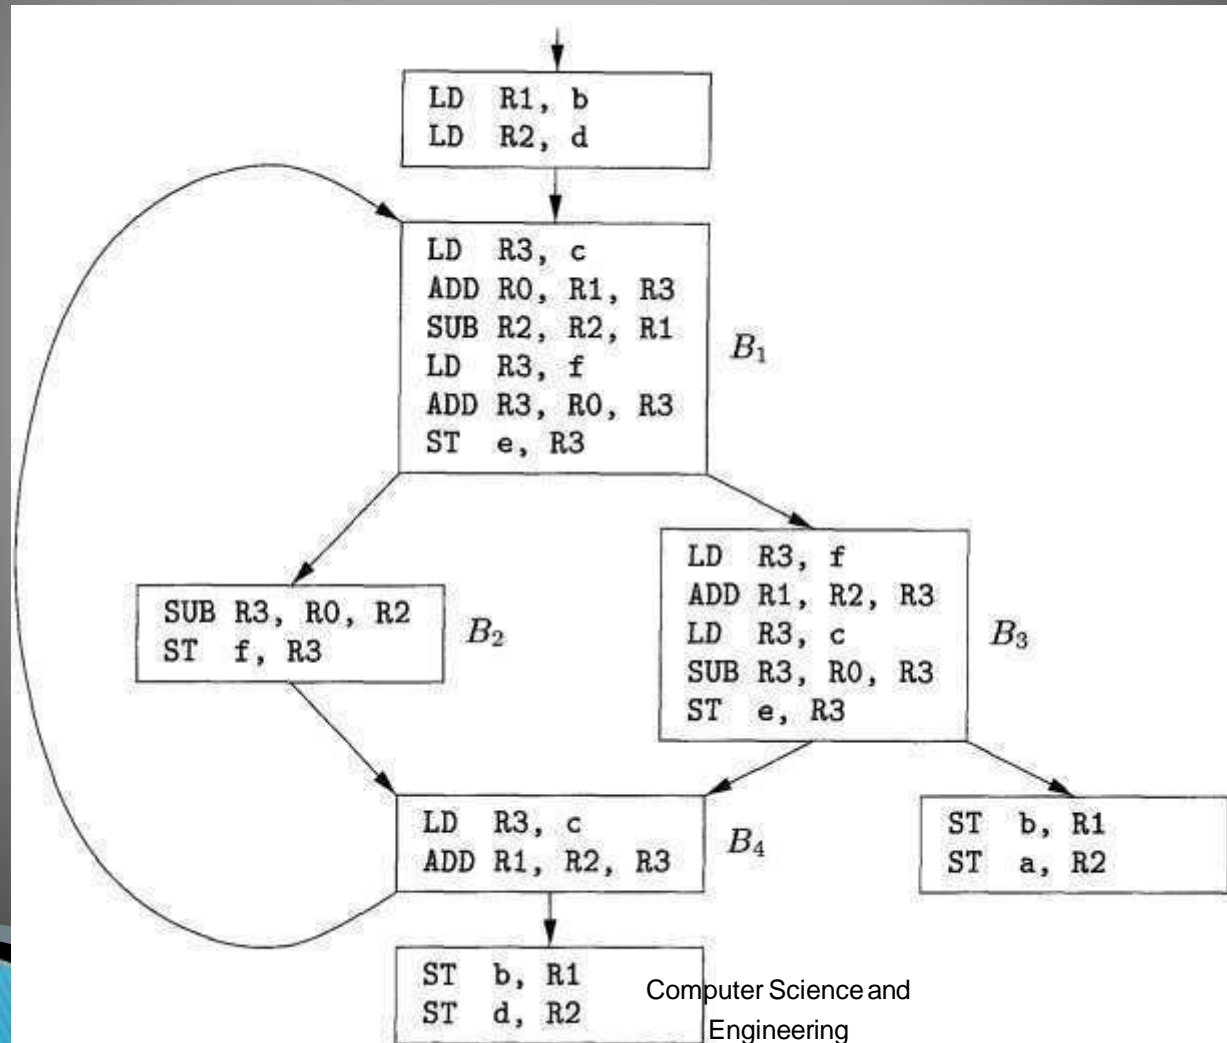 LD R1, b
LD R2, d
LD R3, c
ADD R0, R1, R3
SUB R2, R2, R1
LD R3, f
ADD R3, R0, R3
ST e, R3
B₁
SUB R3, R0, R2
ST f, R3
B₂
LD R3, f
ADD R1, R2, R3
LD R3, c
SUB R3, R0, R3
ST e, R3
B₃
LD R3, c
ADD R1, R2, R3
B₄
ST b, R1
ST a, R2
ST b, R1
ST d, R2
Computer Science and
Engineering